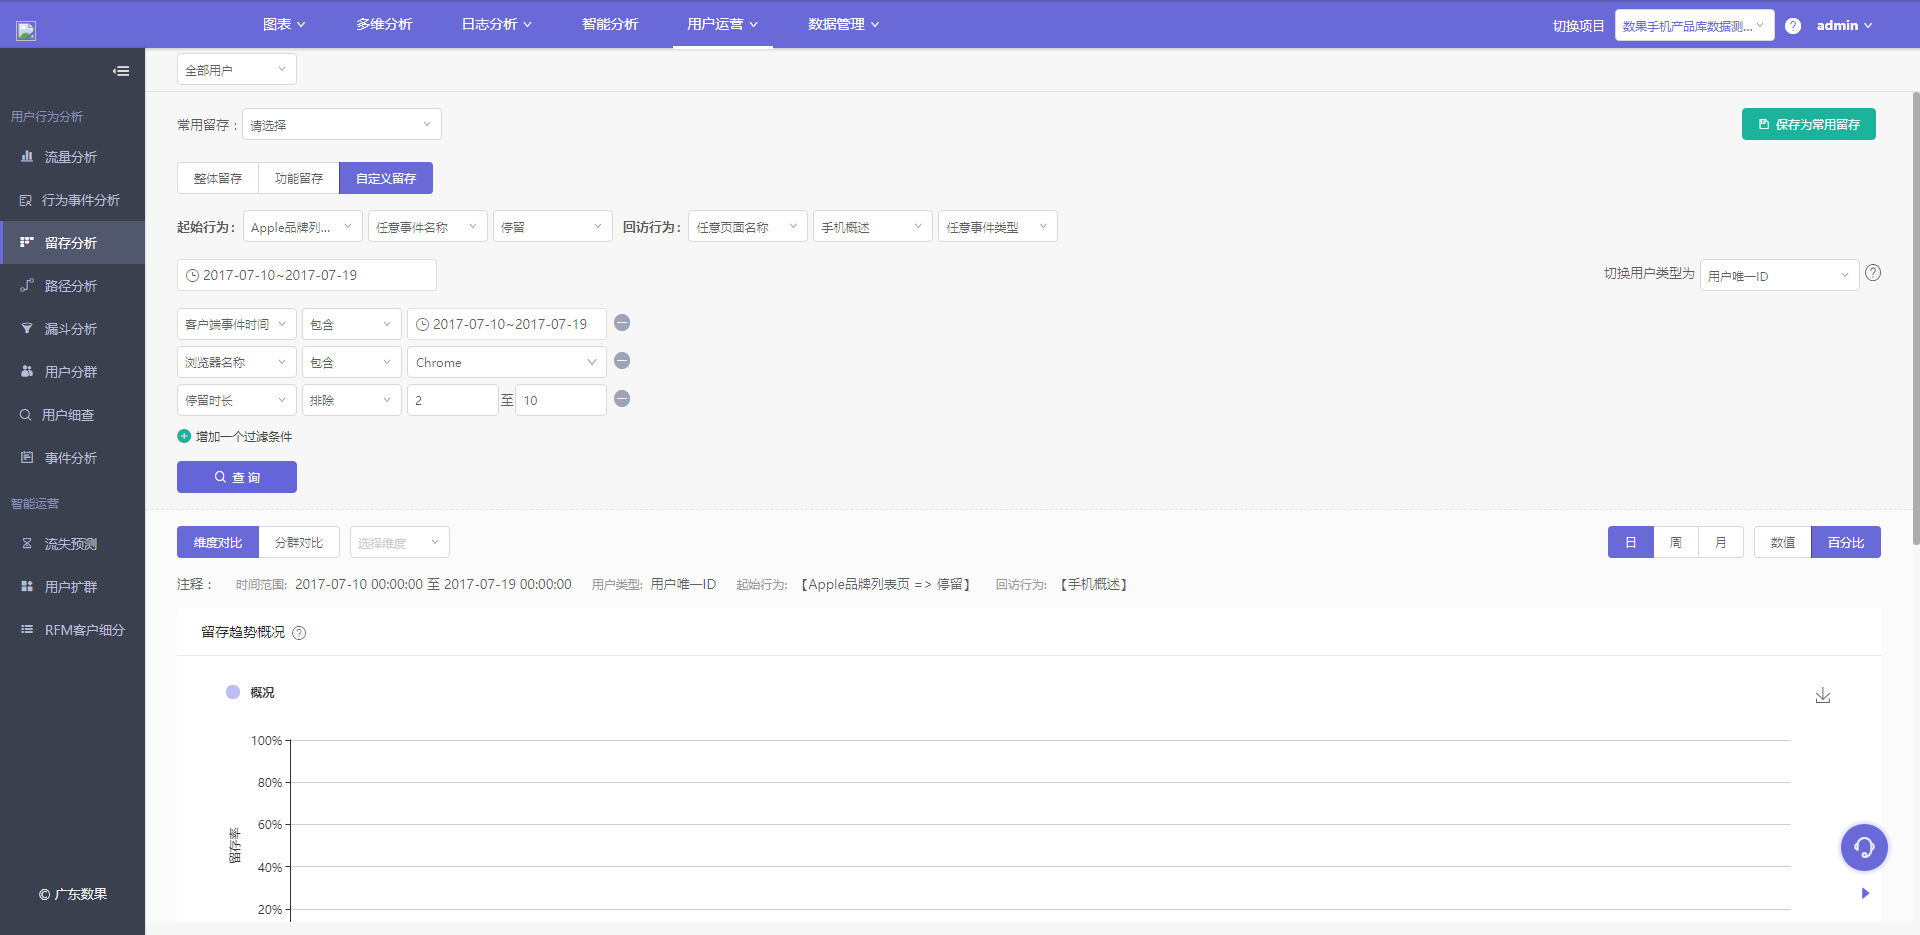 图表 多维分析 日志分析 智能分析 用户运营 数据管理 切换项目 数果手机产品库数据测... ? admin
全部用户
用户行为分析
流量分析
行为事件分析
留存分析
路径分析
漏斗分析
用户分群
用户细查
事件分析
智能运营
流失预测
用户扩群
RFM客户细分
© 广东数果
常用留存 : 请选择 保存为常用留存
整体留存 功能留存 自定义留存
起始行为: Apple品牌列... 任意事件名称 停留 回访行为: 任意页面名称 手机概述 任意事件类型
2017-07-10~2017-07-19 切换用户类型为 用户唯一ID ?
客户端事件时间 包含 2017-07-10~2017-07-19
浏览器名称 包含 Chrome
停留时长 排除 2 至 10
增加一个过滤条件
查 询
维度对比 分群对比 选择维度 日 周 月 数值 百分比
注释： 时间范围: 2017-07-10 00:00:00 至 2017-07-19 00:00:00 用户类型: 用户唯一ID 起始行为: 【Apple品牌列表页 => 停留】 回访行为: 【手机概述】
留存趋势概况 ?
概况
100%
80%
60%
40%
20%
留存率